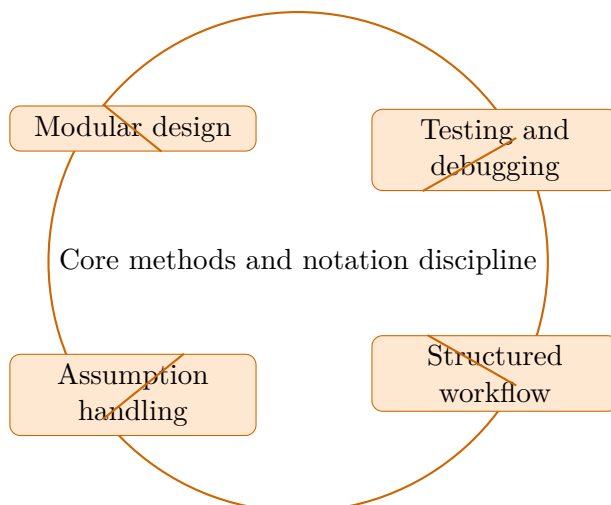 Modular design
Testing and
debugging
Core methods and notation discipline
Assumption
handling
Structured
workflow